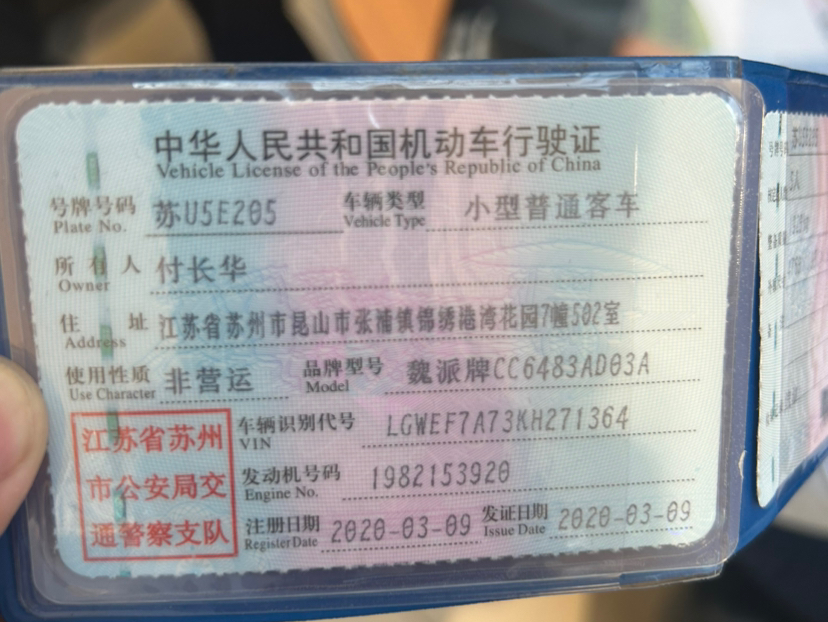 中华人民共和国机动车行驶证
Vehicle License of the People's Republic of China
号牌号码 苏U5E205 车辆类型 小型普通客车
Plate No. Vehicle Type
所有人 付长华
Owner
住址 江苏省苏州市昆山市张浦镇锦绣港湾花园7幢502室
Address
使用性质 非营运 品牌型号 魏派牌CC6483AD03A
Use Character Model
江苏省苏州
市公安局交
通警察支队
车辆识别代号 LGWEF7A73KH271364
VIN
发动机号码 1982153920
Engine No.
注册日期 2020-03-09 发证日期 2020-03-09
Register Date Issue Date